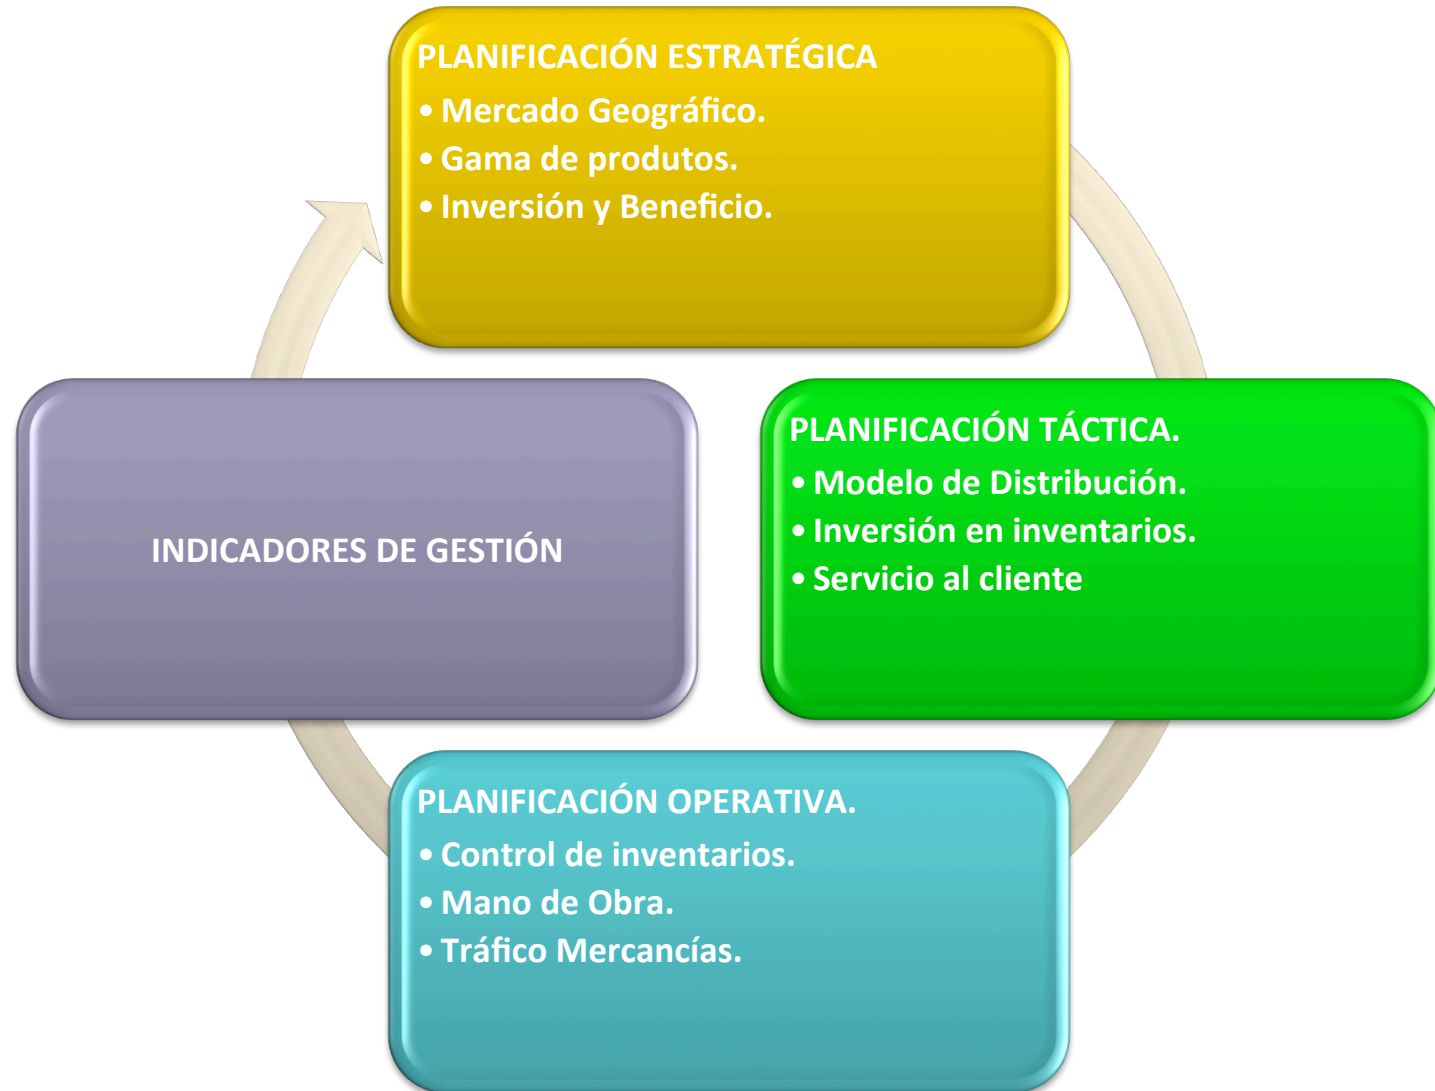 PLANIFICACIÓN ESTRATÉGICA
• Mercado Geográfico.
• Gama de produtos.
• Inversión y Beneficio.
PLANIFICACIÓN TÁCTICA.
• Modelo de Distribución.
• Inversión en inventarios.
• Servicio al cliente
PLANIFICACIÓN OPERATIVA.
• Control de inventarios.
• Mano de Obra.
• Tráfico Mercancías.
INDICADORES DE GESTIÓN